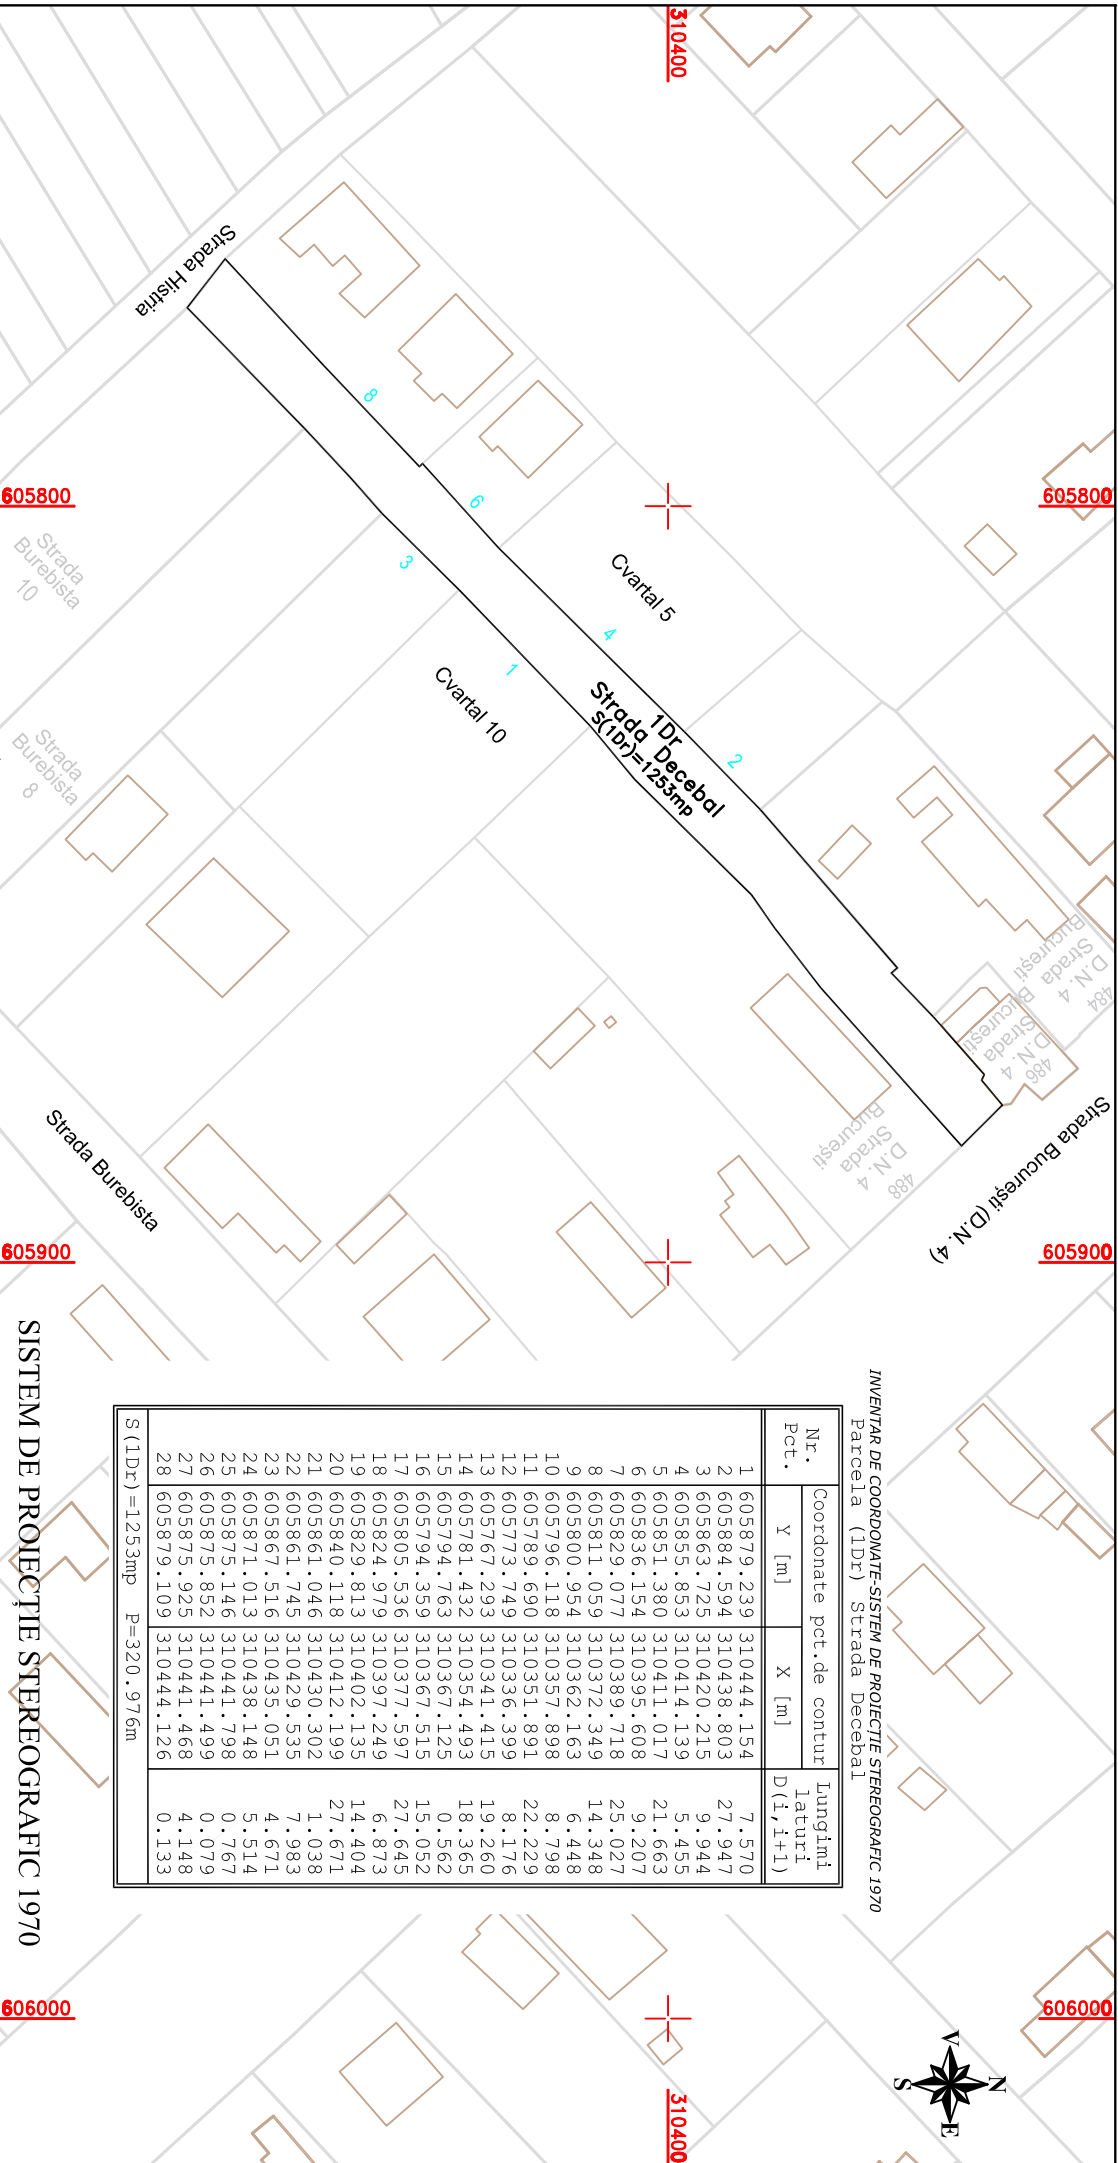 605800
605900
606000
484
D.N. 4
Strada
București
486
D.N. 4
Strada
București
488
D.N. 4
Strada
București
Strada București (D.N. 4)
N
V
E
S
310400
310400
Cvartal 5
2
4
6
8
1Dr
Strada Decebal
S(1Dr)=1253mp
1
3
Cvartal 10
Strada Histria
Strada
Burebista
10
Strada
Burebista
8
Strada Burebista
INVENTAR DE COORDONATE-SISTEM DE PROIECȚIE STEREOGRAFIC 1970
Parcela (1Dr) Strada Decebal
Nr. Pct. Coordonate pct.de contur Lungimi laturi D(i,i+1)
Y [m] X [m]
1 605879.239 310444.154 7.570
2 605884.594 310438.803 27.947
3 605863.725 310420.215 9.944
4 605855.853 310414.139 5.455
5 605851.380 310411.017 21.663
6 605836.154 310395.608 9.207
7 605829.077 310389.718 25.027
8 605811.059 310372.349 14.348
9 605800.954 310362.163 6.448
10 605796.118 310357.898 8.798
11 605789.690 310351.891 22.229
12 605773.749 310336.399 8.176
13 605767.293 310341.415 19.260
14 605781.432 310354.493 18.365
15 605794.763 310367.125 0.562
16 605794.359 310367.515 15.052
17 605805.536 310377.597 27.645
18 605824.979 310397.249 6.873
19 605829.813 310402.135 14.404
20 605840.118 310412.199 27.671
21 605861.046 310430.302 1.038
22 605861.745 310429.535 7.983
23 605867.516 310435.051 4.671
24 605871.013 310438.148 5.514
25 605875.146 310441.798 0.767
26 605875.852 310441.499 0.079
27 605875.925 310441.468 4.148
28 605879.109 310444.126 0.133
S(1Dr)=1253mp P=320.976m
605800
605900
606000
SISTEM DE PROIECȚIE STEREOGRAFIC 1970